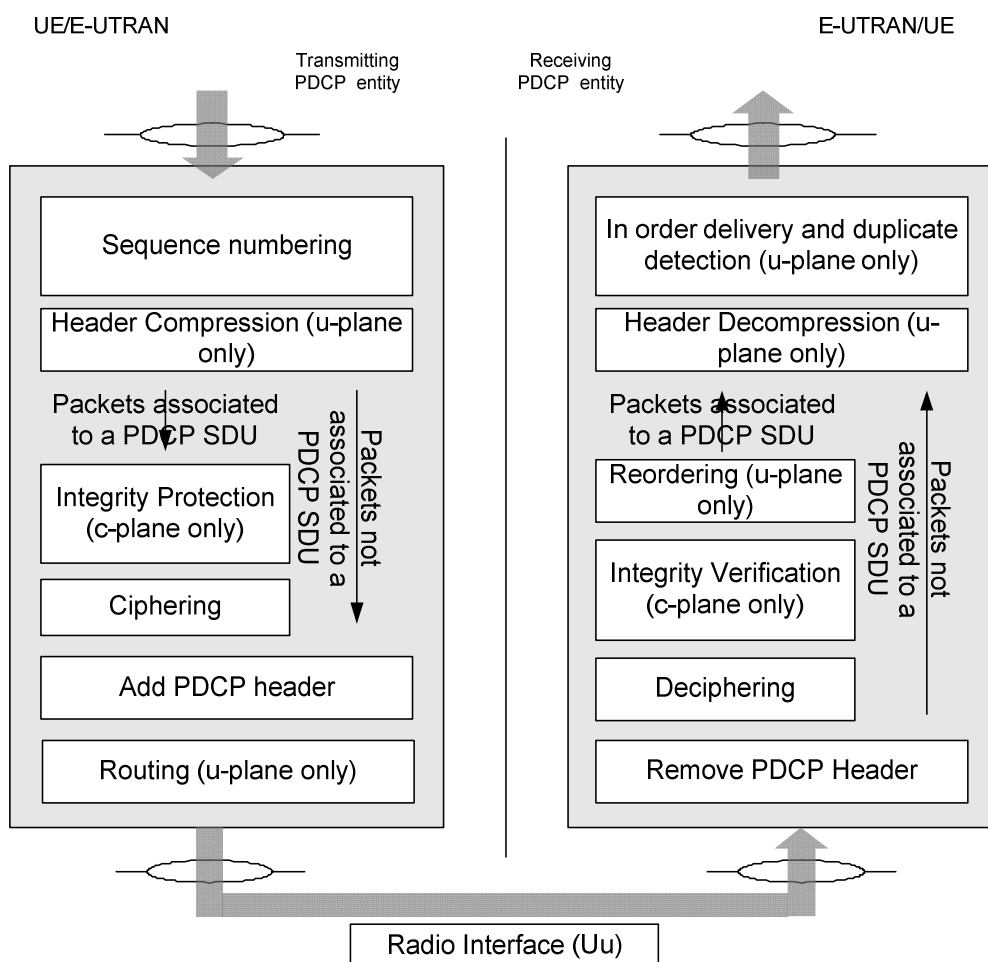 UE/E-UTRAN
E-UTRAN/UE
Transmitting
PDCP entity
Receiving
PDCP entity
Sequence numbering
Header Compression (u-plane
only)
Packets associated
to a PDCP SDU
Packets not
associated to a
PDCP SDU
Integrity Protection
(c-plane only)
Ciphering
Add PDCP header
Routing (u-plane only)
In order delivery and duplicate
detection (u-plane only)
Header Decompression (u-
plane only)
Packets associated
to a PDCP SDU
Packets not
associated to a
PDCP SDU
Reordering (u-plane
only)
Integrity Verification
(c-plane only)
Deciphering
Remove PDCP Header
Radio Interface (Uu)